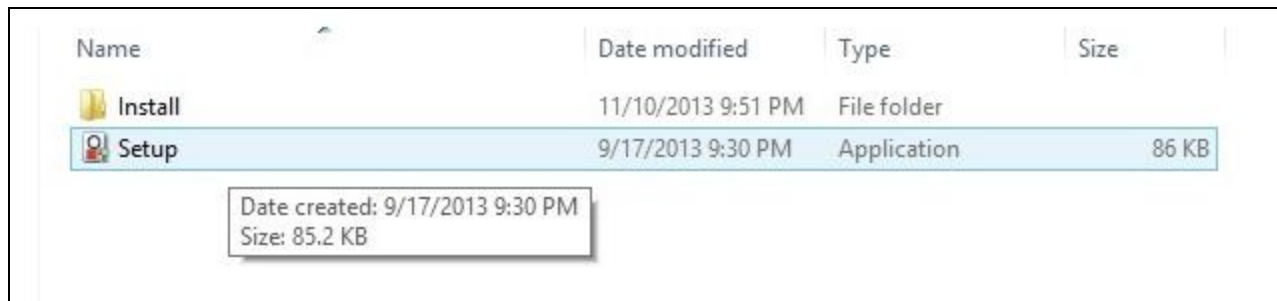 Name Date modified Type Size
Install 11/10/2013 9:51 PM File folder
Setup 9/17/2013 9:30 PM Application 86 KB
Date created: 9/17/2013 9:30 PM
Size: 85.2 KB